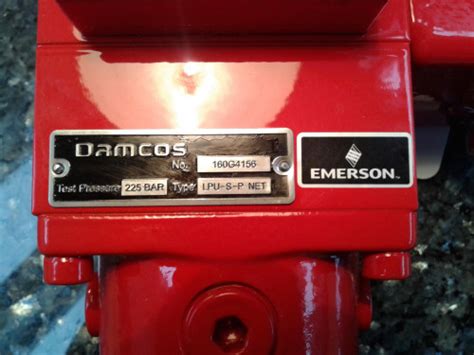 DAMCOS
No. 160G4156
Test Pressure 225 BAR Type LPU-S-P NET
EMERSON